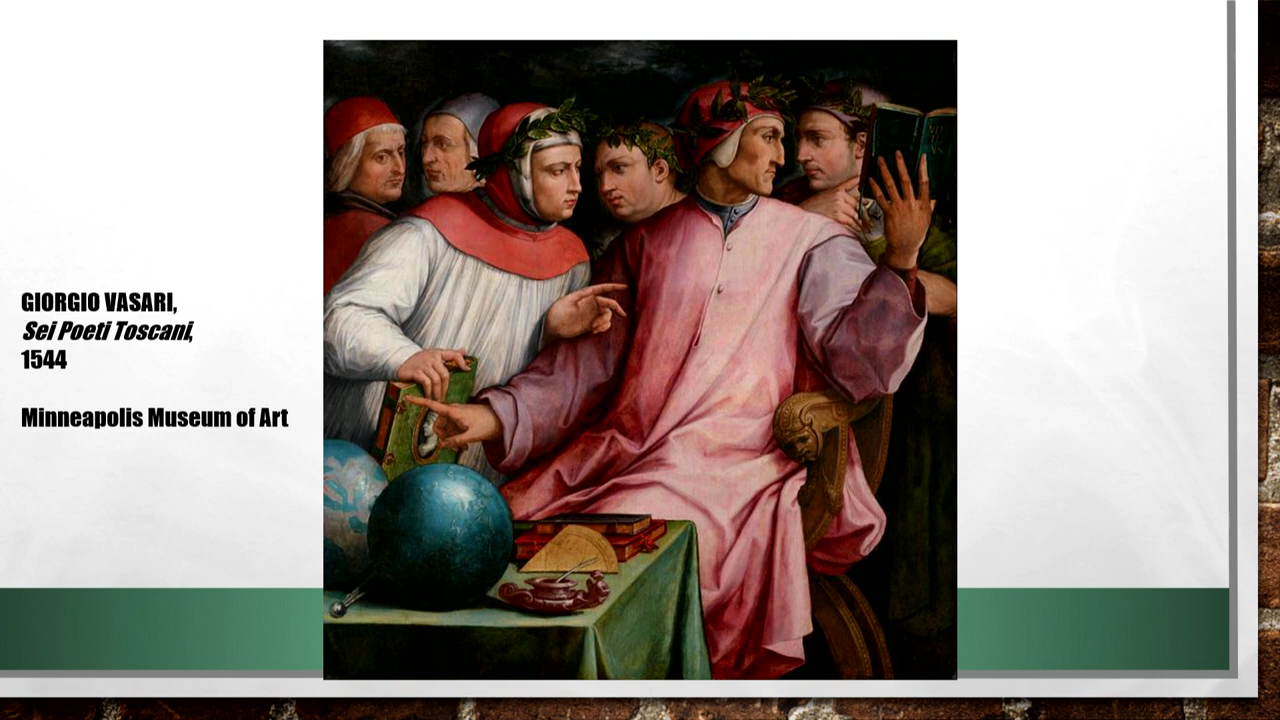 GIORGIO VASARI,
Sei Poeti Toscani,
1544
Minneapolis Museum of Art